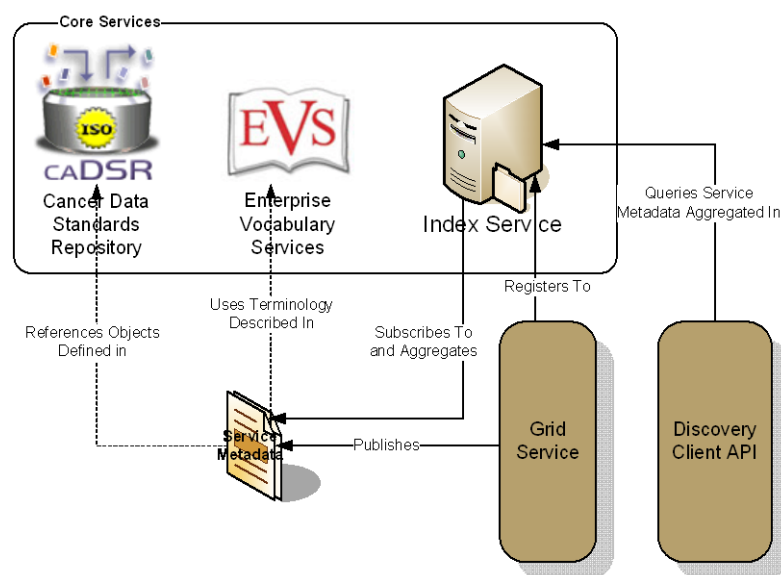 Core Services
ISO
caDSR
Cancer Data
Standards
Repository
EVS
Enterprise
Vocabulary
Services
Index Service
Queries Service
Metadata Aggregated In
Registers To
Uses Terminology
Described In
References Objects
Defined in
Subscribes To
and Aggregates
Service
Metadata
Publishes
Grid
Service
Discovery
Client API